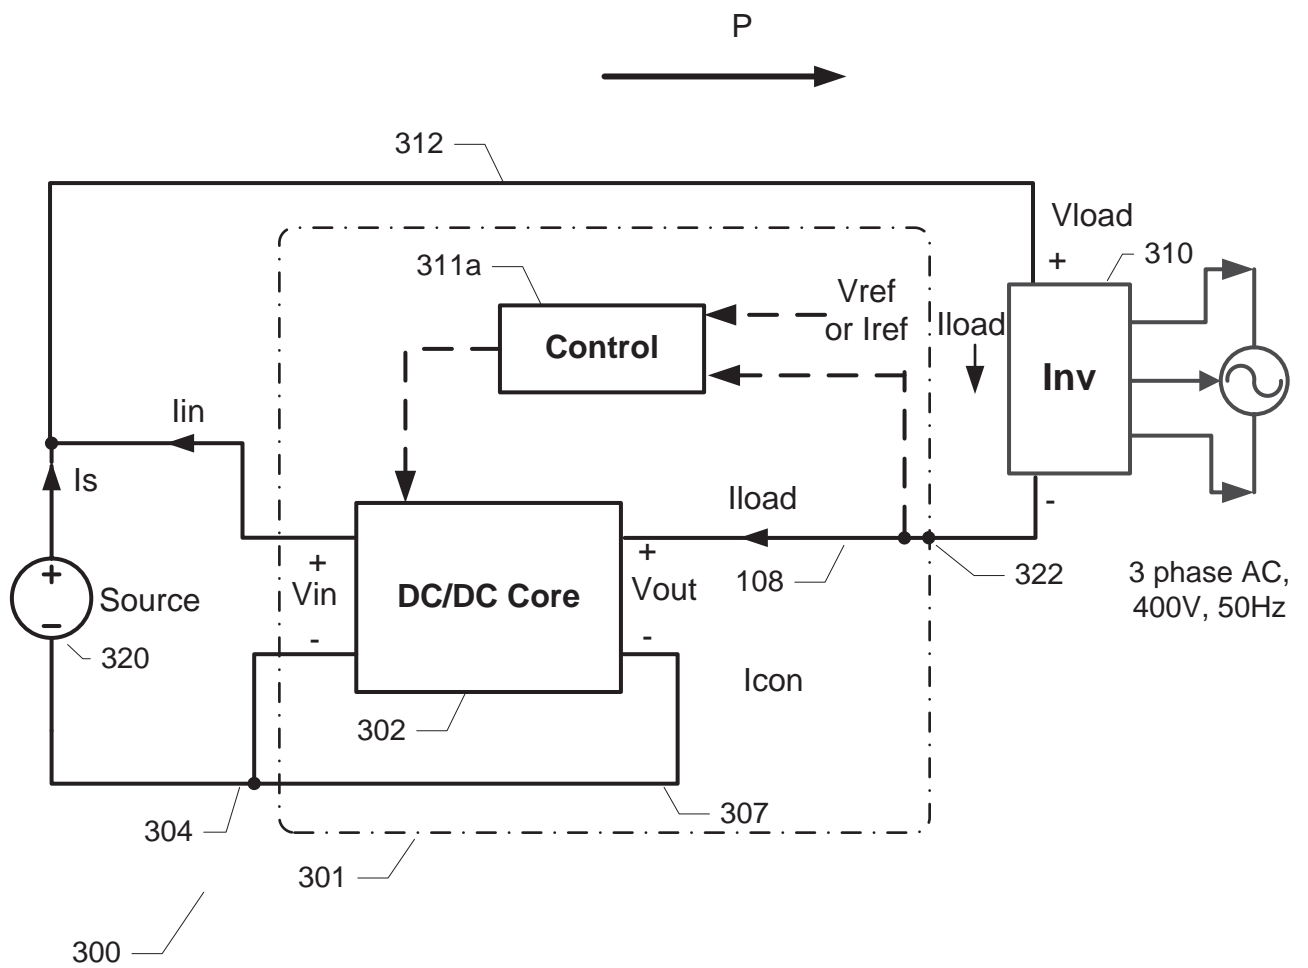 P
312
Vload
+
310
311a
Vref
or Iref
Iload
Control
Inv
Iin
-
Is
Iload
+
+
108
322
3 phase AC,
400V, 50Hz
+
Vin
DC/DC Core
Vout
Source
-
-
320
Icon
302
307
304
301
300